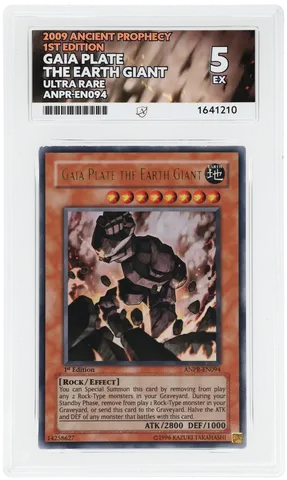 2009 ANCIENT PROPHECY
1ST EDITION
GAIA PLATE
THE EARTH GIANT
ULTRA RARE
ANPR-EN094
5
EX
1641210
GAIA PLATE THE EARTH GIANT
地
1st Edition
ANPR-EN094
[ROCK/EFFECT]
You can Special Summon this card by removing from play
any 2 Rock-Type monsters in your Graveyard. During your
Standby Phase, remove from play 1 Rock-Type monster in your
Graveyard, or send this card to the Graveyard. Halve the ATK
and DEF of any monster that battles with this card.
ATK/2800 DEF/1000
14258627
©1996 KAZUKI TAKAHASHI